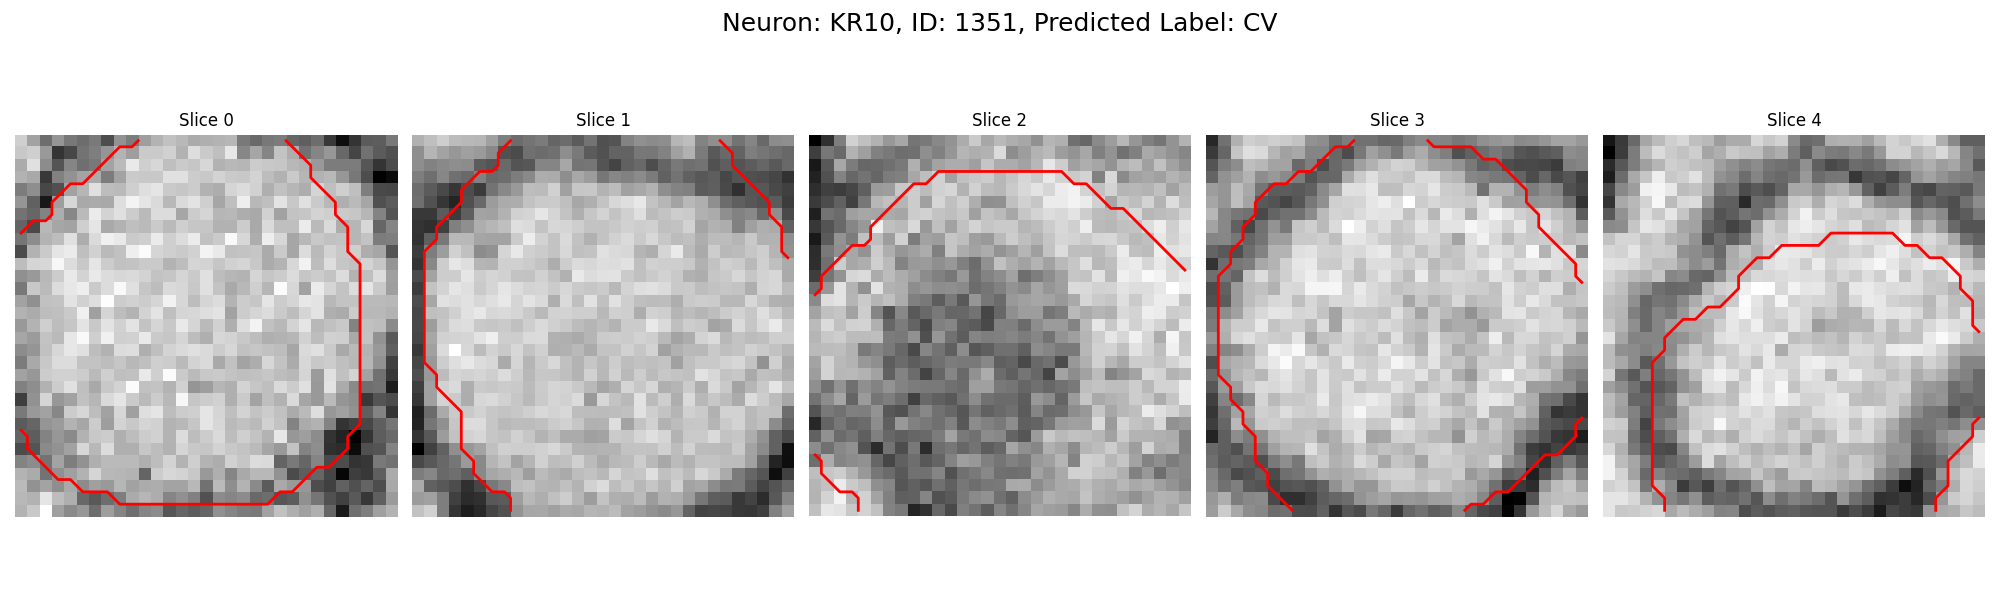 Neuron: KR10, ID: 1351, Predicted Label: CV
Slice 0
Slice 1
Slice 2
Slice 3
Slice 4